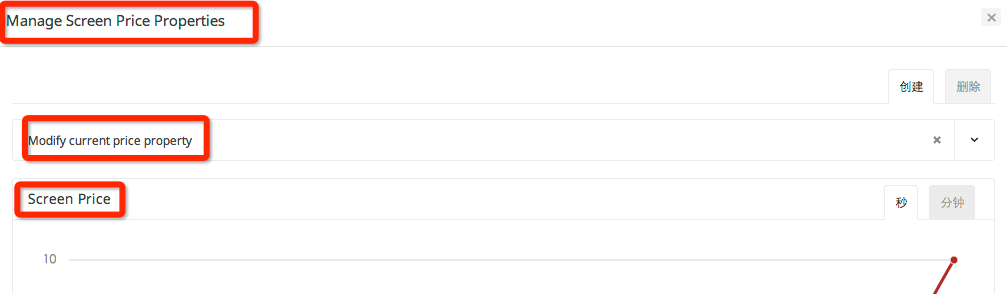 Manage Screen Price Properties
创建
删除
Modify current price property
Screen Price
秒
分钟
10